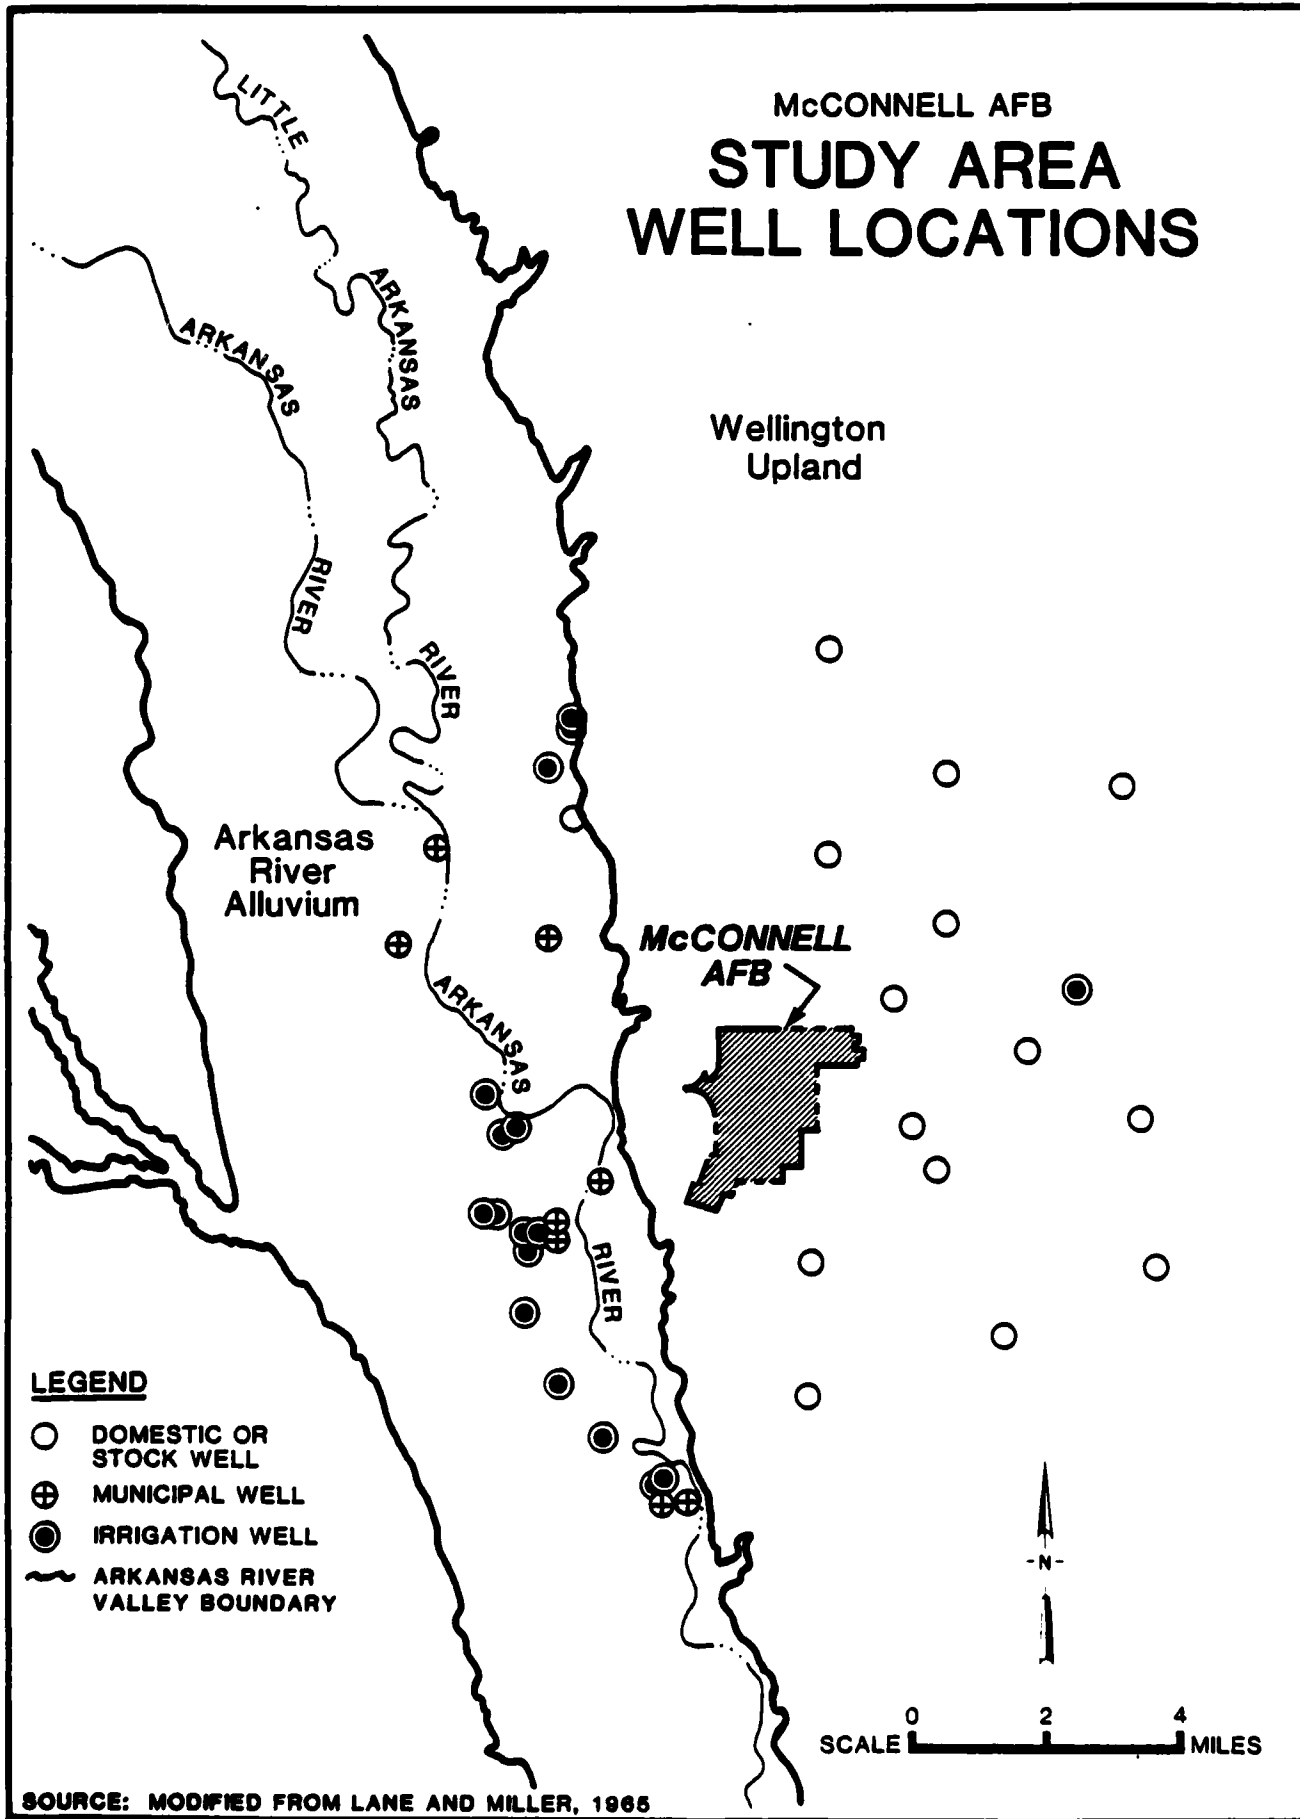 McCONNELL AFB
STUDY AREA
WELL LOCATIONS
LITTLE
ARKANSAS
RIVER
ARKANSAS
RIVER
Wellington
Upland
Arkansas
River
Alluvium
McCONNELL
AFB
ARKANSAS
RIVER
LEGEND
DOMESTIC OR
STOCK WELL
MUNICIPAL WELL
IRRIGATION WELL
ARKANSAS RIVER
VALLEY BOUNDARY
-N-
0 2 4
SCALE MILES
SOURCE: MODIFIED FROM LANE AND MILLER, 1965